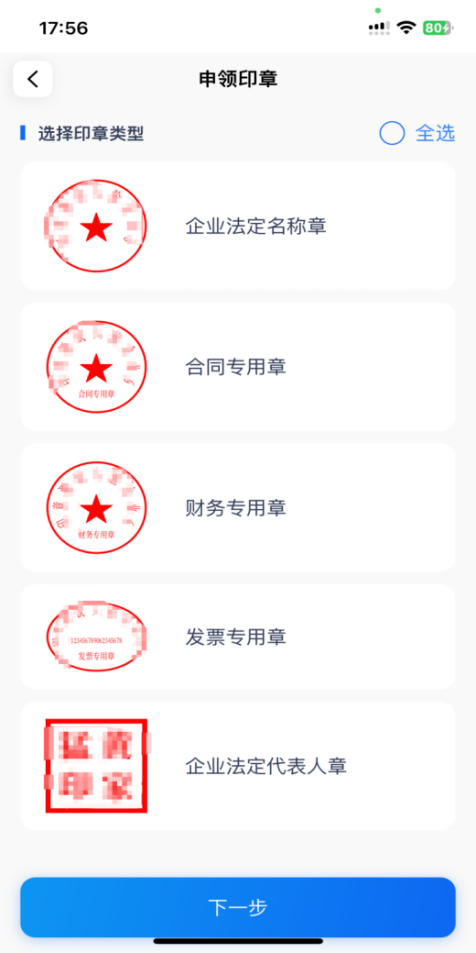 17:56
80
申领印章
选择印章类型
全选
企业法定名称章
合同专用章
合同专用章
财务专用章
财务专用章
发票专用章
123456789062345678
发票专用章
企业法定代表人章
下一步